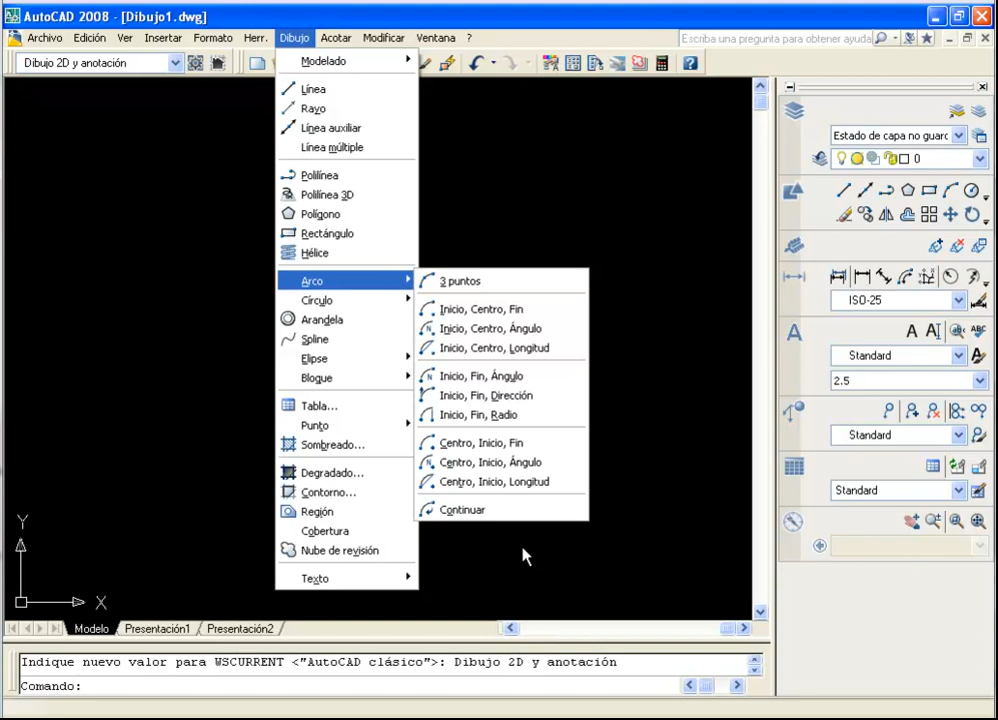 AutoCAD 2008 - [Dibujo1.dwg]
Archivo Edición Ver Insertar Formato Herr. Dibujo Acotar Modificar Ventana ?
Escriba una pregunta para obtener ayuda
Dibujo 2D y anotación
Modelado
Línea
Rayo
Línea auxiliar
Línea múltiple
Polilínea
Polilínea 3D
Polígono
Rectángulo
Hélice
Arco
Círculo
Arandela
Spline
Elipse
Bloque
Tabla...
Punto
Sombreado...
Degradado...
Contorno...
Región
Cobertura
Nube de revisión
Texto
3 puntos
Inicio, Centro, Fin
Inicio, Centro, Ángulo
Inicio, Centro, Longitud
Inicio, Fin, Ángulo
Inicio, Fin, Dirección
Inicio, Fin, Radio
Centro, Inicio, Fin
Centro, Inicio, Ángulo
Centro, Inicio, Longitud
Continuar
Estado de capa no guarc
0
ISO-25
Standard
2.5
Standard
Standard
Y
X
Modelo Presentación1 Presentación2
Indique nuevo valor para WSCURRENT <"AutoCAD clásico">: Dibujo 2D y anotación
Comando: